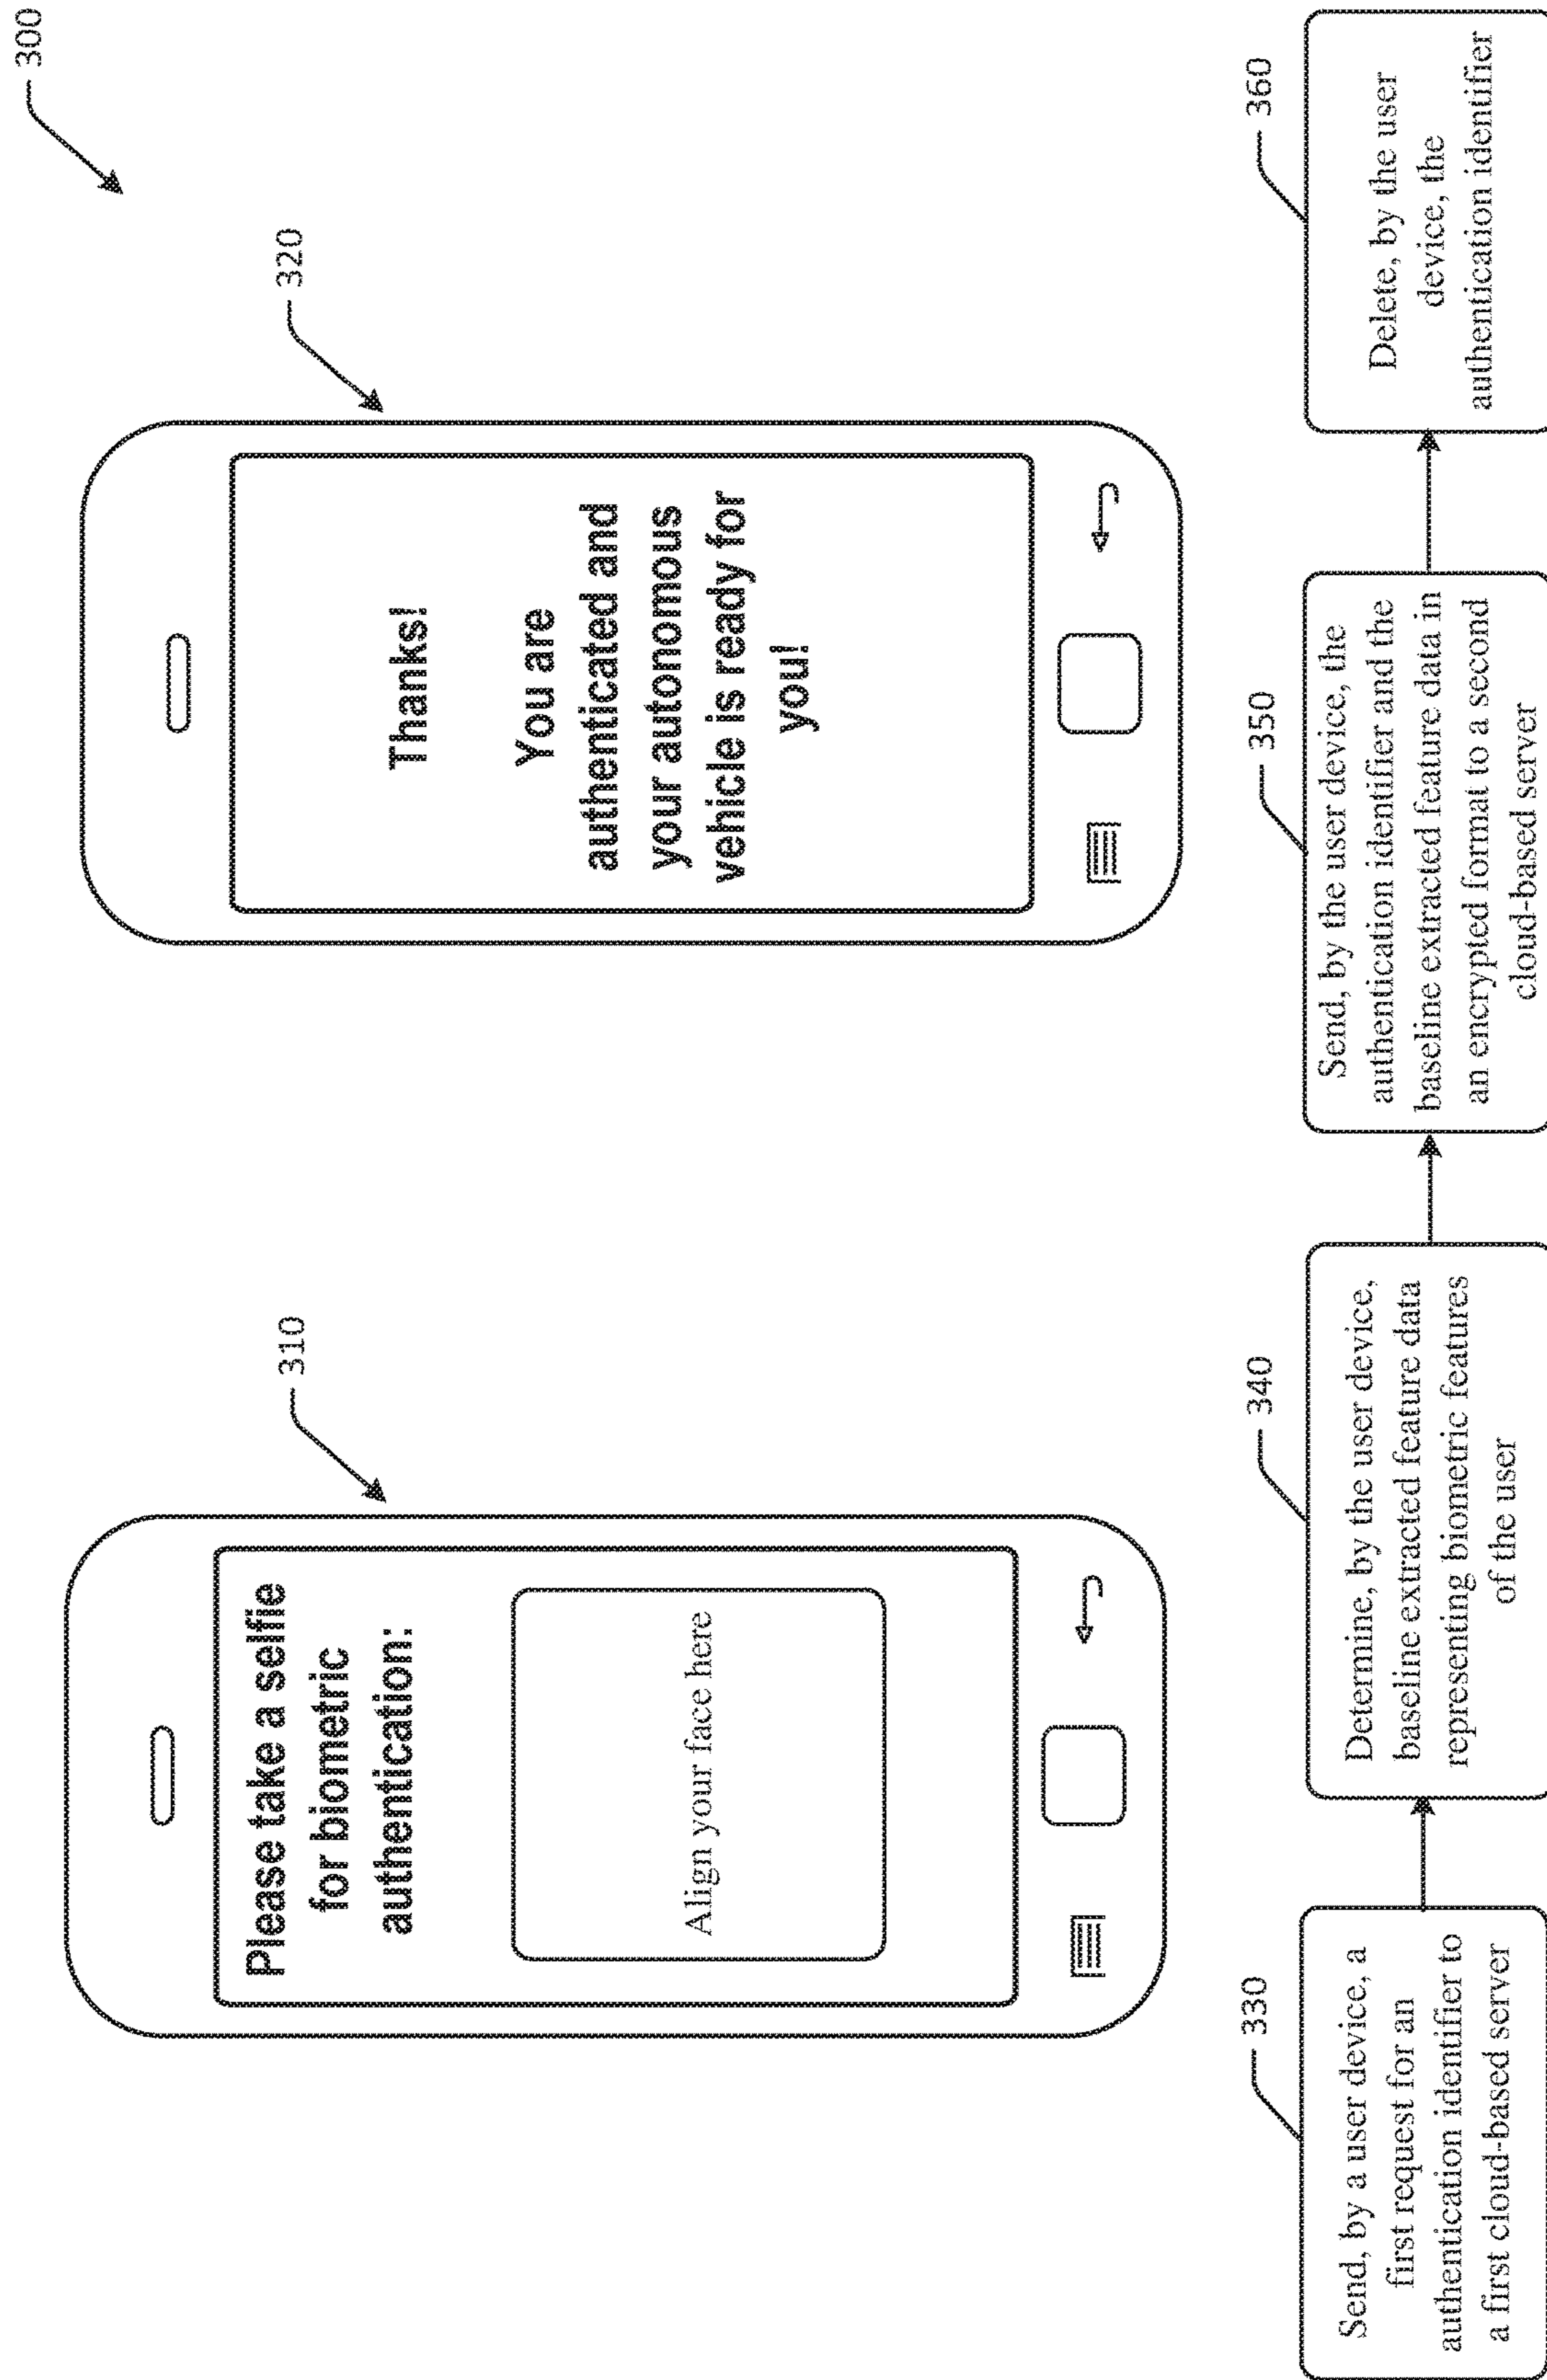 300
310
Please take a selfie
for biometric
authentication:
Align your face here
320
Thanks!
You are
authenticated and
your autonomous
vehicle is ready for
you!
330
Send, by a user device, a
first request for an
authentication identifier to
a first cloud-based server
340
Determine, by the user device,
baseline extracted feature data
representing biometric features
of the user
350
Send, by the user device, the
authentication identifier and the
baseline extracted feature data in
an encrypted format to a second
cloud-based server
360
Delete, by the user
device, the
authentication identifier